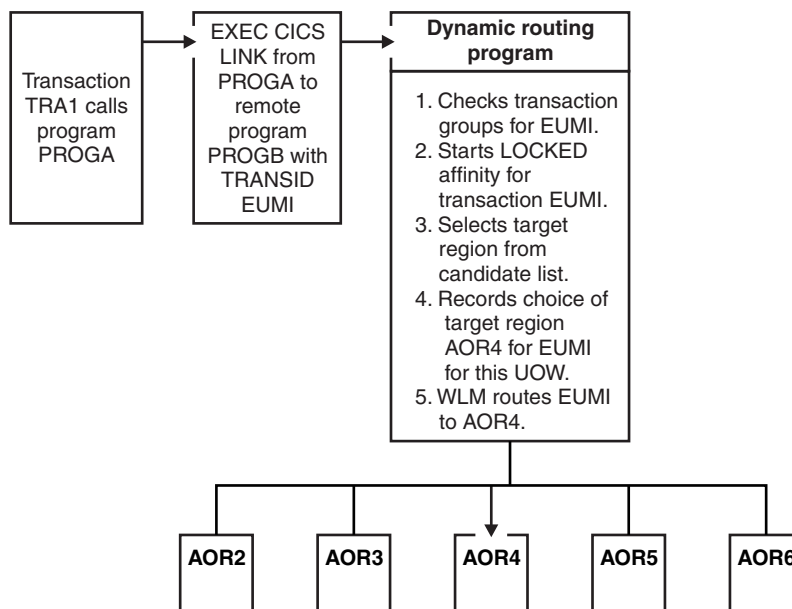 Transaction
TRA1 calls
program
PROGA
EXEC CICS
LINK from
PROGA to
remote
program
PROGB with
TRANSID
EUMI
Dynamic routing
program
1. Checks transaction
groups for EUMI.
2. Starts LOCKED
affinity for
transaction EUMI.
3. Selects target
region from
candidate list.
4. Records choice of
target region
AOR4 for EUMI
for this UOW.
5. WLM routes EUMI
to AOR4.
AOR2
AOR3
AOR4
AOR5
AOR6